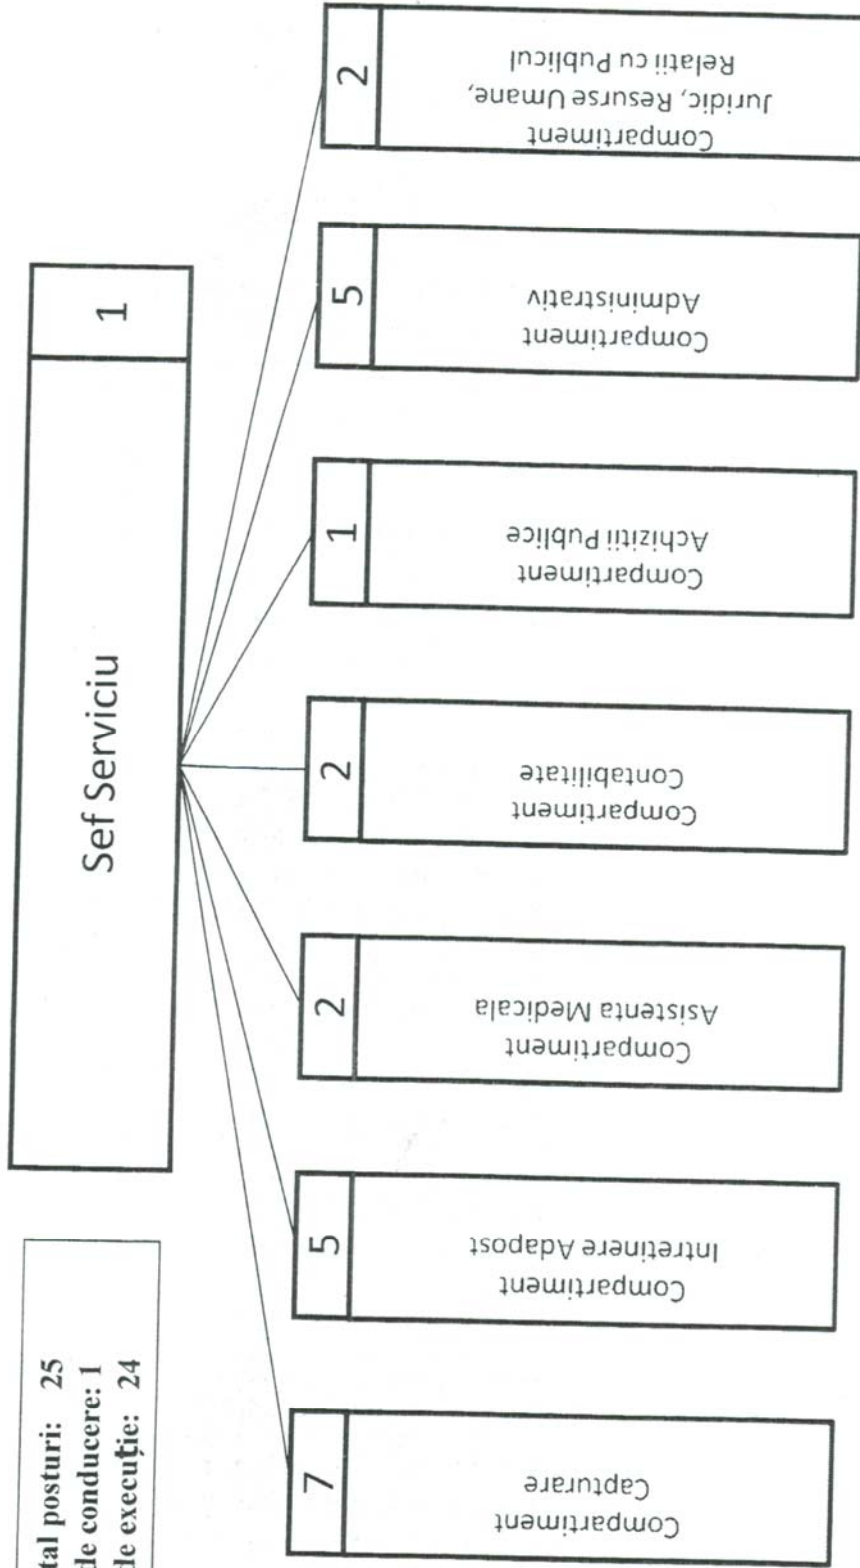 tal posturi: 25
de conducere: 1
de execuție: 24
Sef Serviciu
1
7
Compartiment
Capturare
5
Compartiment
Intretinere Adapost
2
Compartiment
Asistenta Medicala
2
Compartiment
Contabilitate
1
Compartiment
Achizitii Publice
5
Compartiment
Administrativ
2
Compartiment
Juridic, Resurse Umane,
Relatii cu Publicul